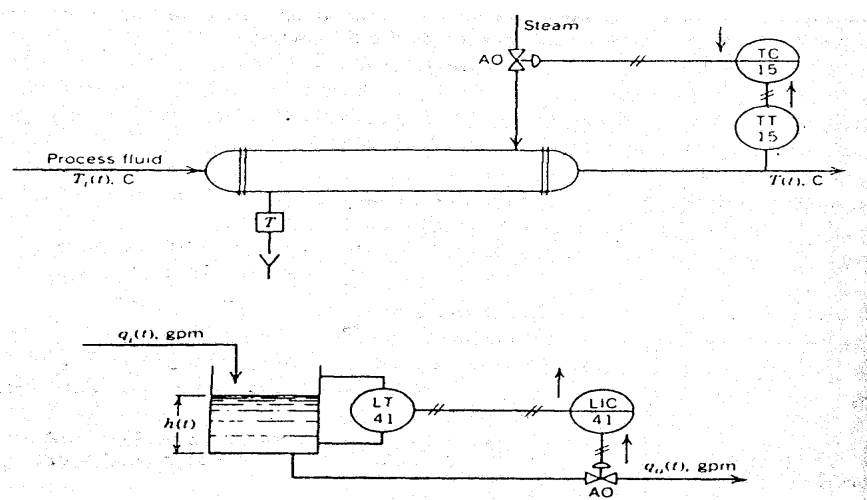 Steam
AO
TC
15
TT
15
Process fluid
T_i(t), C
T(t), C
T
q_i(t), gpm
h(t)
LT
41
LIC
41
q_o(t), gpm
AO